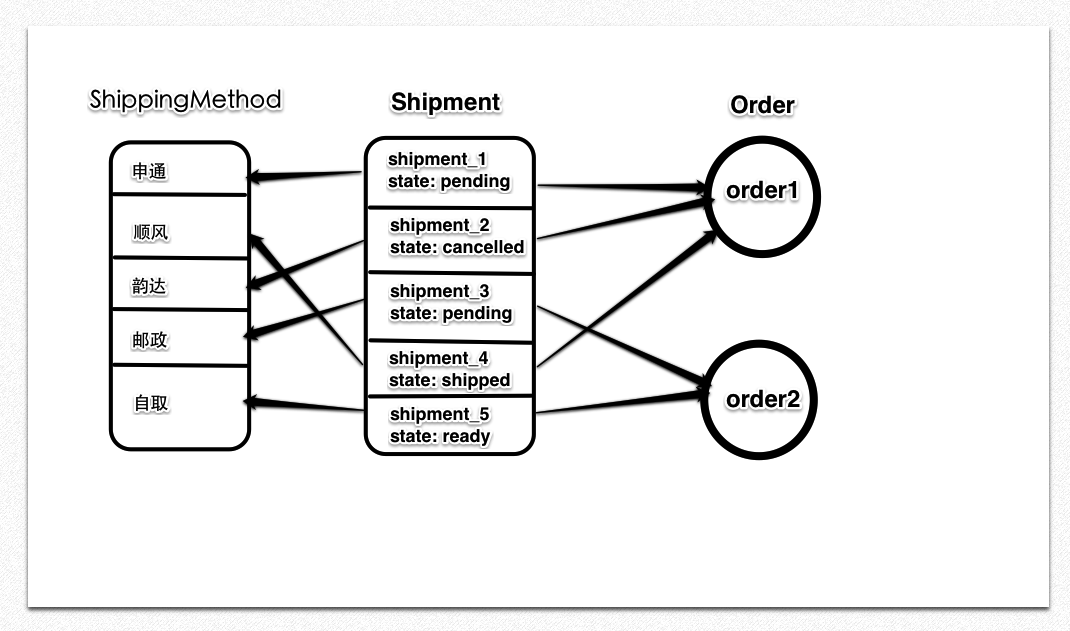 ShippingMethod
申通
顺风
韵达
邮政
自取
Shipment
shipment_1
state: pending
shipment_2
state: cancelled
shipment_3
state: pending
shipment_4
state: shipped
shipment_5
state: ready
Order
order1
order2